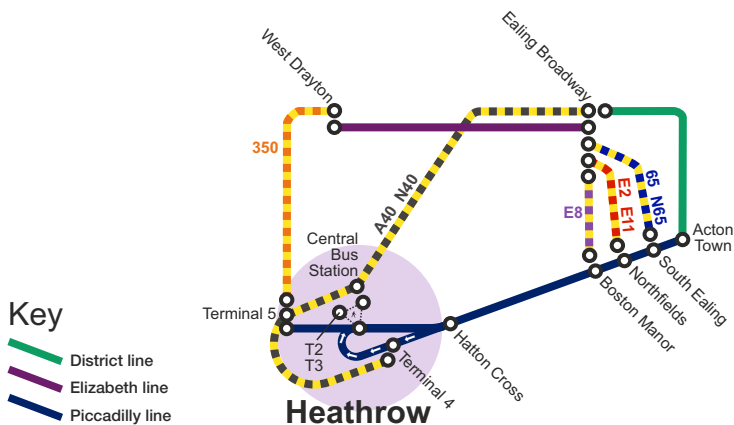 West Drayton
Ealing Broadway
350
A40 N40
E8
E2 E11
65 N65
Acton
Town
South Ealing
Northfields
Boston Manor
Central
Bus
Station
Terminal 5
T2
T3
Hatton Cross
Terminal 4
Heathrow
Key
District line
Elizabeth line
Piccadilly line